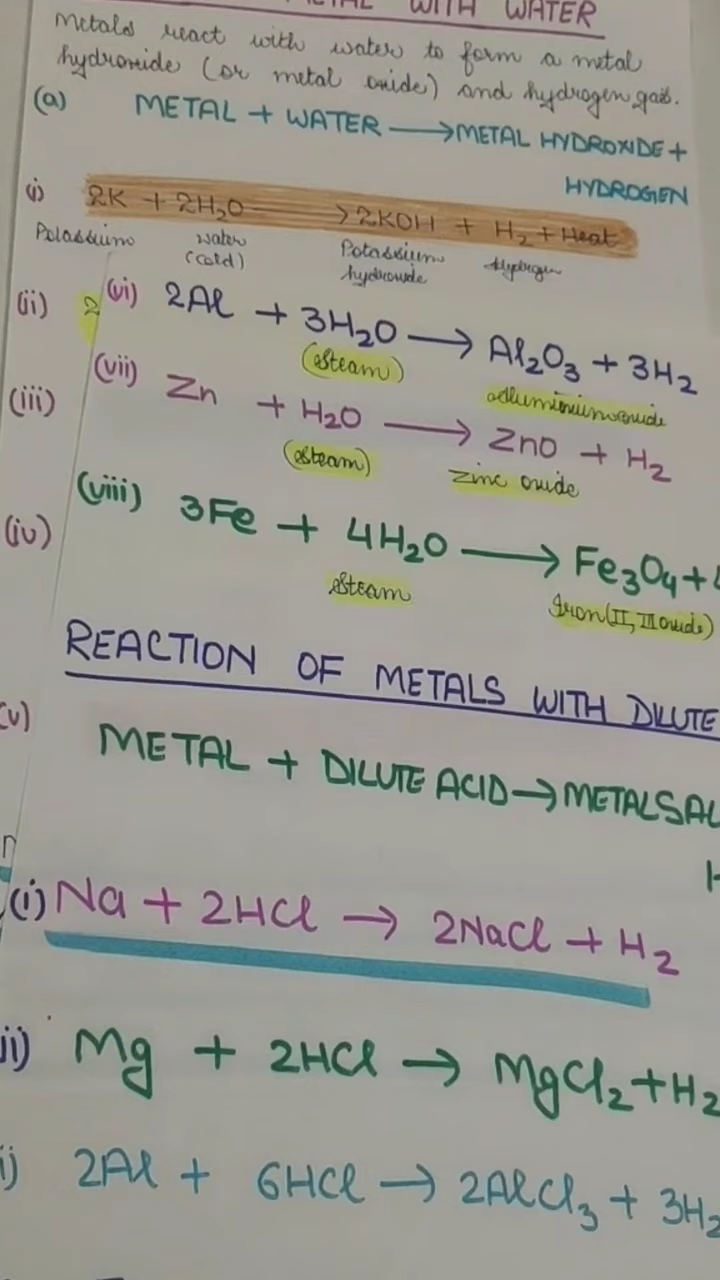 METAL WITH WATER
Metals react with water to form a metal
hydroxide (or metal oxide) and hydrogen gas.
(a) METAL + WATER ⟶ METAL HYDROXIDE +
HYDROGEN
(i) 2K + 2H₂O ⟶ 2KOH + H₂ + Heat
Potassium water Potassium Hydrogen
(cold) hydroxide
(ii) 2
(vi) 2Al + 3H₂O ⟶ Al₂O₃ + 3H₂
(steam) alluminium oxide
(iii)
(vii) Zn + H₂O ⟶ ZnO + H₂
(steam) Zinc oxide
(iv)
(viii) 3Fe + 4H₂O ⟶ Fe₃O₄ +
steam Iron (II, III oxide)
REACTION OF METALS WITH DILUTE
(v)
METAL + DILUTE ACID → METAL SAL
H
(i) Na + 2HCl → 2NaCl + H₂
ii) Mg + 2HCl → MgCl₂ + H₂
i) 2Al + 6HCl → 2AlCl₃ + 3H₂